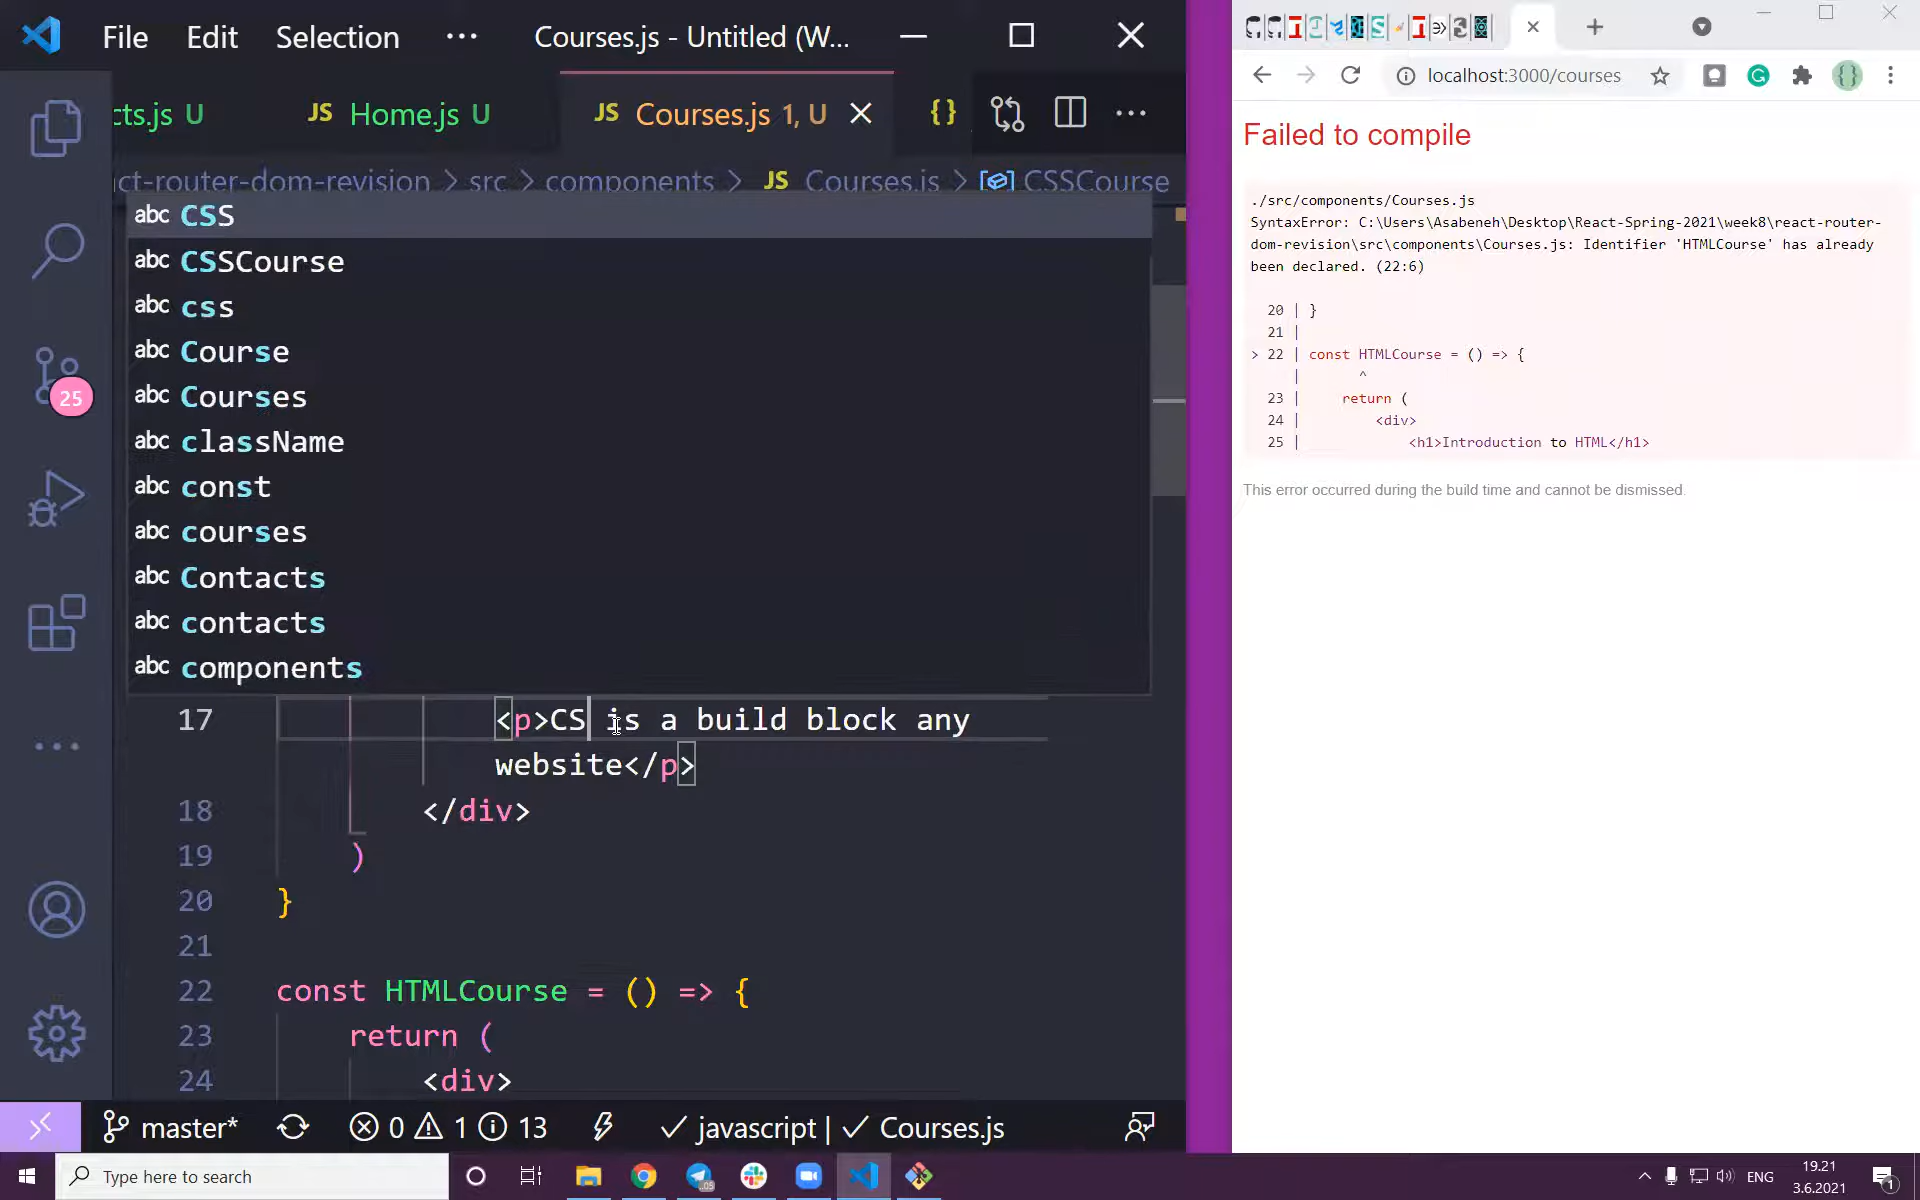 File Edit Selection ··· Courses.js - Untitled (W...
cts.js U JS Home.js U JS Courses.js 1, U {} ···
ct-router-dom-revision > src > components > JS Courses.js > CSSCourse
abc CSS
abc CSSCourse
abc css
abc Course
abc Courses
abc className
abc const
abc courses
abc Contacts
abc contacts
abc components
17 <p>CS is a build block any
website</p>
18 </div>
19 )
20 }
21
22 const HTMLCourse = () => {
23 return (
24 <div>
25
master* 0 1 13 javascript | Courses.js
localhost:3000/courses
Failed to compile
./src/components/Courses.js
SyntaxError: C:\Users\Asabeneh\Desktop\React-Spring-2021\week8\react-router-
dom-revision\src\components\Courses.js: Identifier 'HTMLCourse' has already
been declared. (22:6)
20 | }
21 |
> 22 | const HTMLCourse = () => {
| ^
23 | return (
24 | <div>
25 | <h1>Introduction to HTML</h1>
This error occurred during the build time and cannot be dismissed.
Type here to search
ENG
19.21
3.6.2021
1